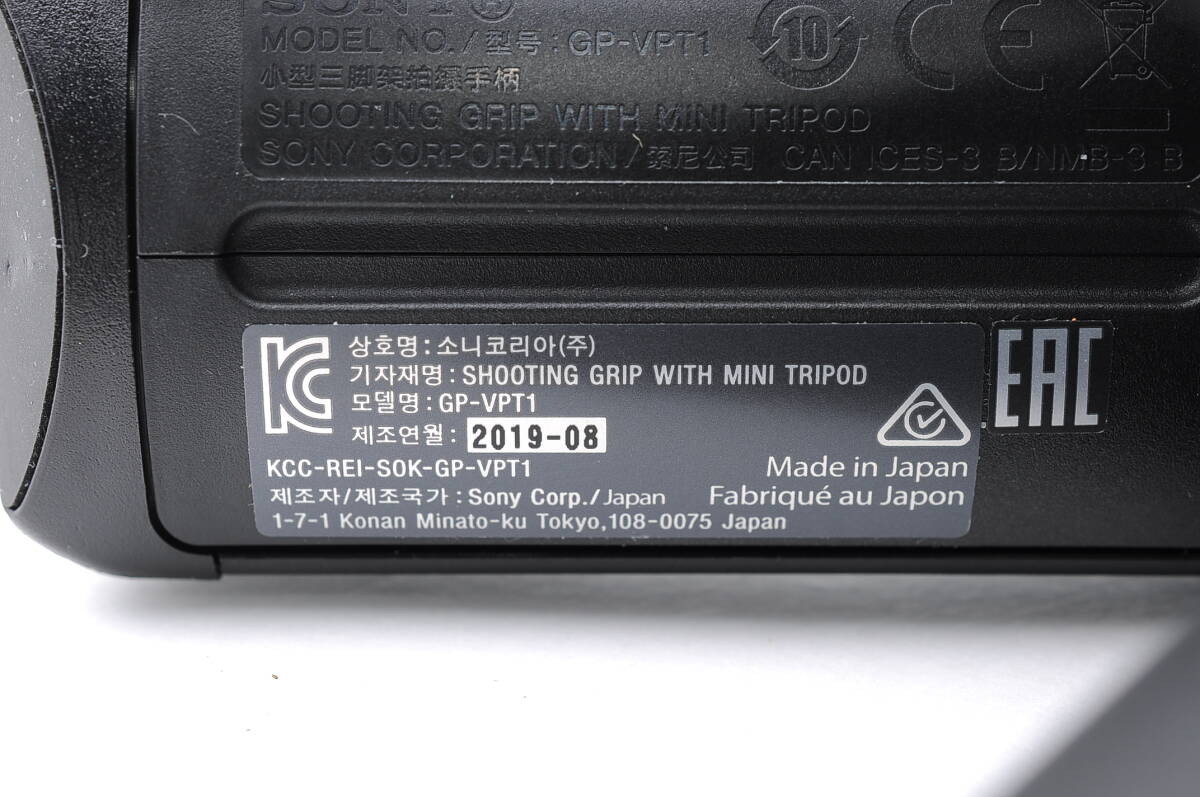 SONY®
MODEL NO./型号: GP-VPT1
小型三脚架拍摄手柄
SHOOTING GRIP WITH MINI TRIPOD
SONY CORPORATION/索尼公司 CAN ICES-3 B/NMB-3 B
10
CE
KC
상호명:소니코리아(주)
기자재명:SHOOTING GRIP WITH MINI TRIPOD
모델명:GP-VPT1
제조연월: 2019-08
KCC-REI-SOK-GP-VPT1
제조자/제조국가:Sony Corp./Japan
1-7-1 Konan Minato-ku Tokyo,108-0075 Japan
Made in Japan
Fabriqué au Japon
EAC